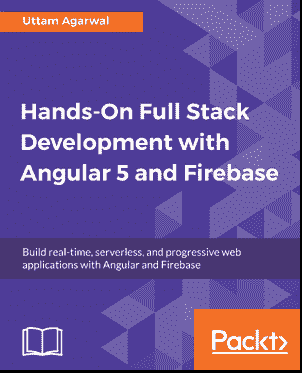 Uttam Agarwal
Hands-On Full Stack
Development with
Angular 5 and Firebase
Build real-time, serverless, and progressive web
applications with Angular and Firebase
Packt>